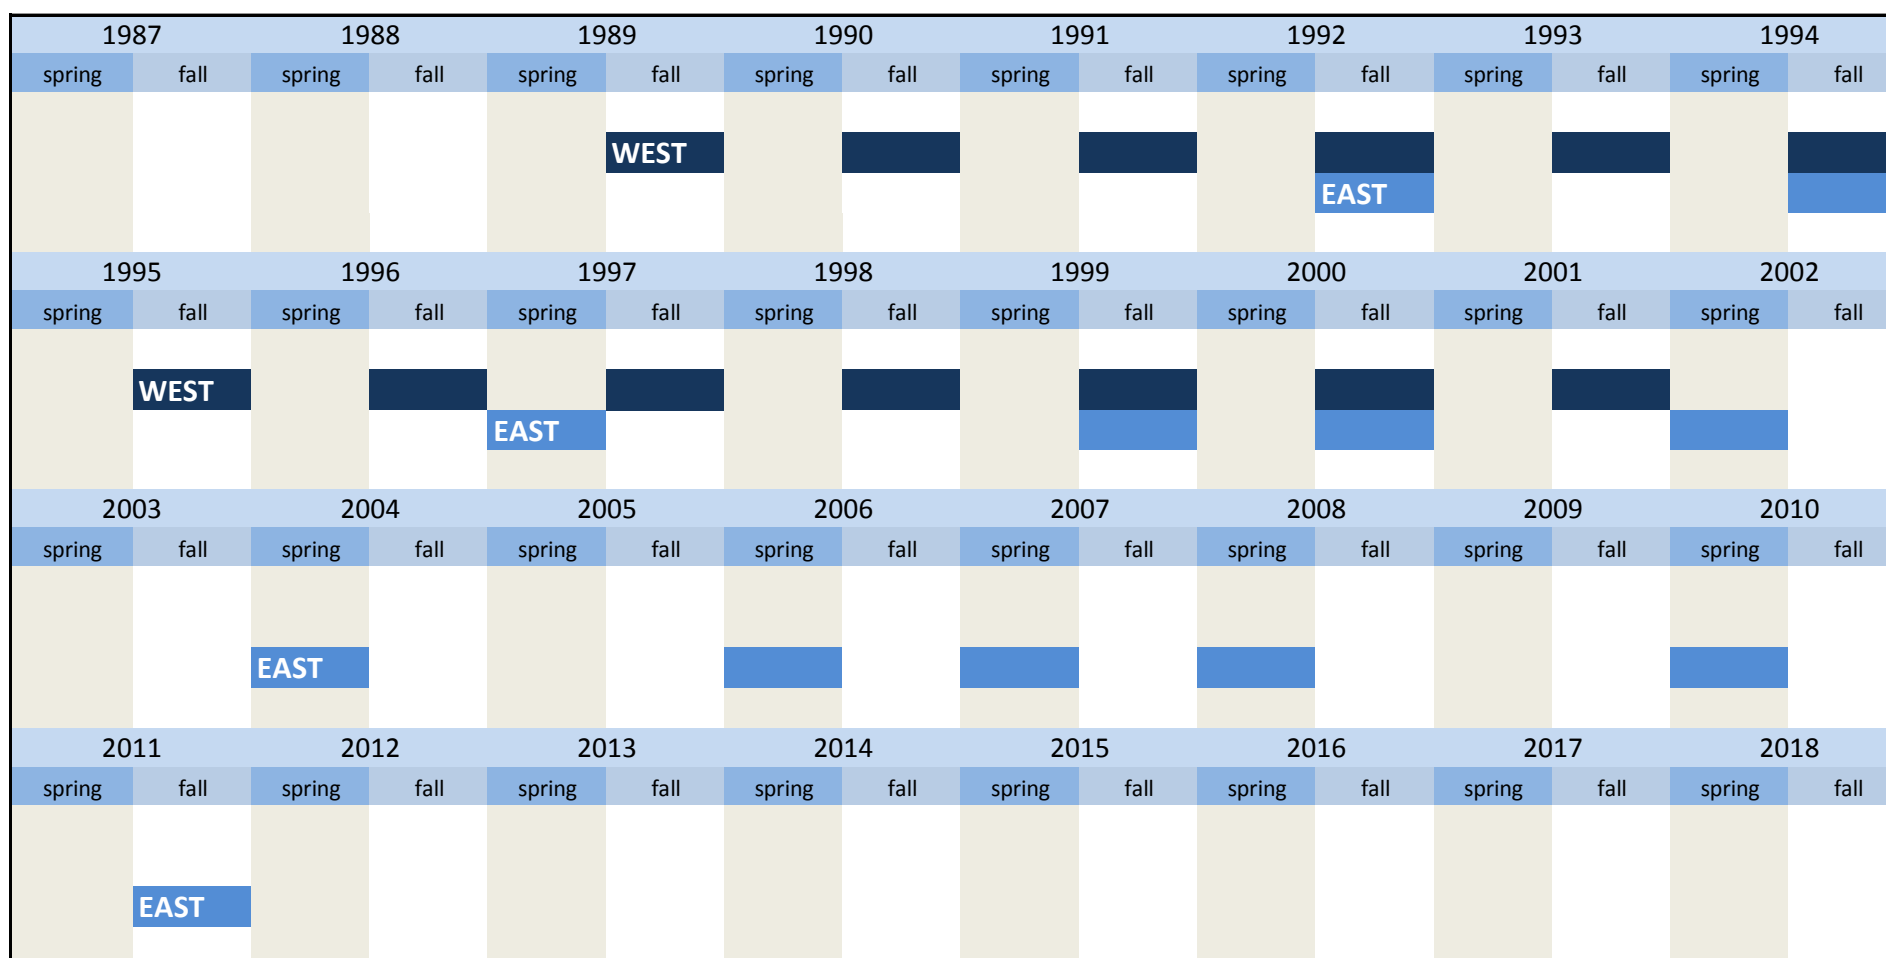 1987 1988 1989 1990 1991 1992 1993 1994
spring fall spring fall spring fall spring fall spring fall spring fall spring fall spring fall
WEST
EAST
1995 1996 1997 1998 1999 2000 2001 2002
spring fall spring fall spring fall spring fall spring fall spring fall spring fall spring fall
WEST
EAST
2003 2004 2005 2006 2007 2008 2009 2010
spring fall spring fall spring fall spring fall spring fall spring fall spring fall spring fall
EAST
2011 2012 2013 2014 2015 2016 2017 2018
spring fall spring fall spring fall spring fall spring fall spring fall spring fall spring fall
EAST